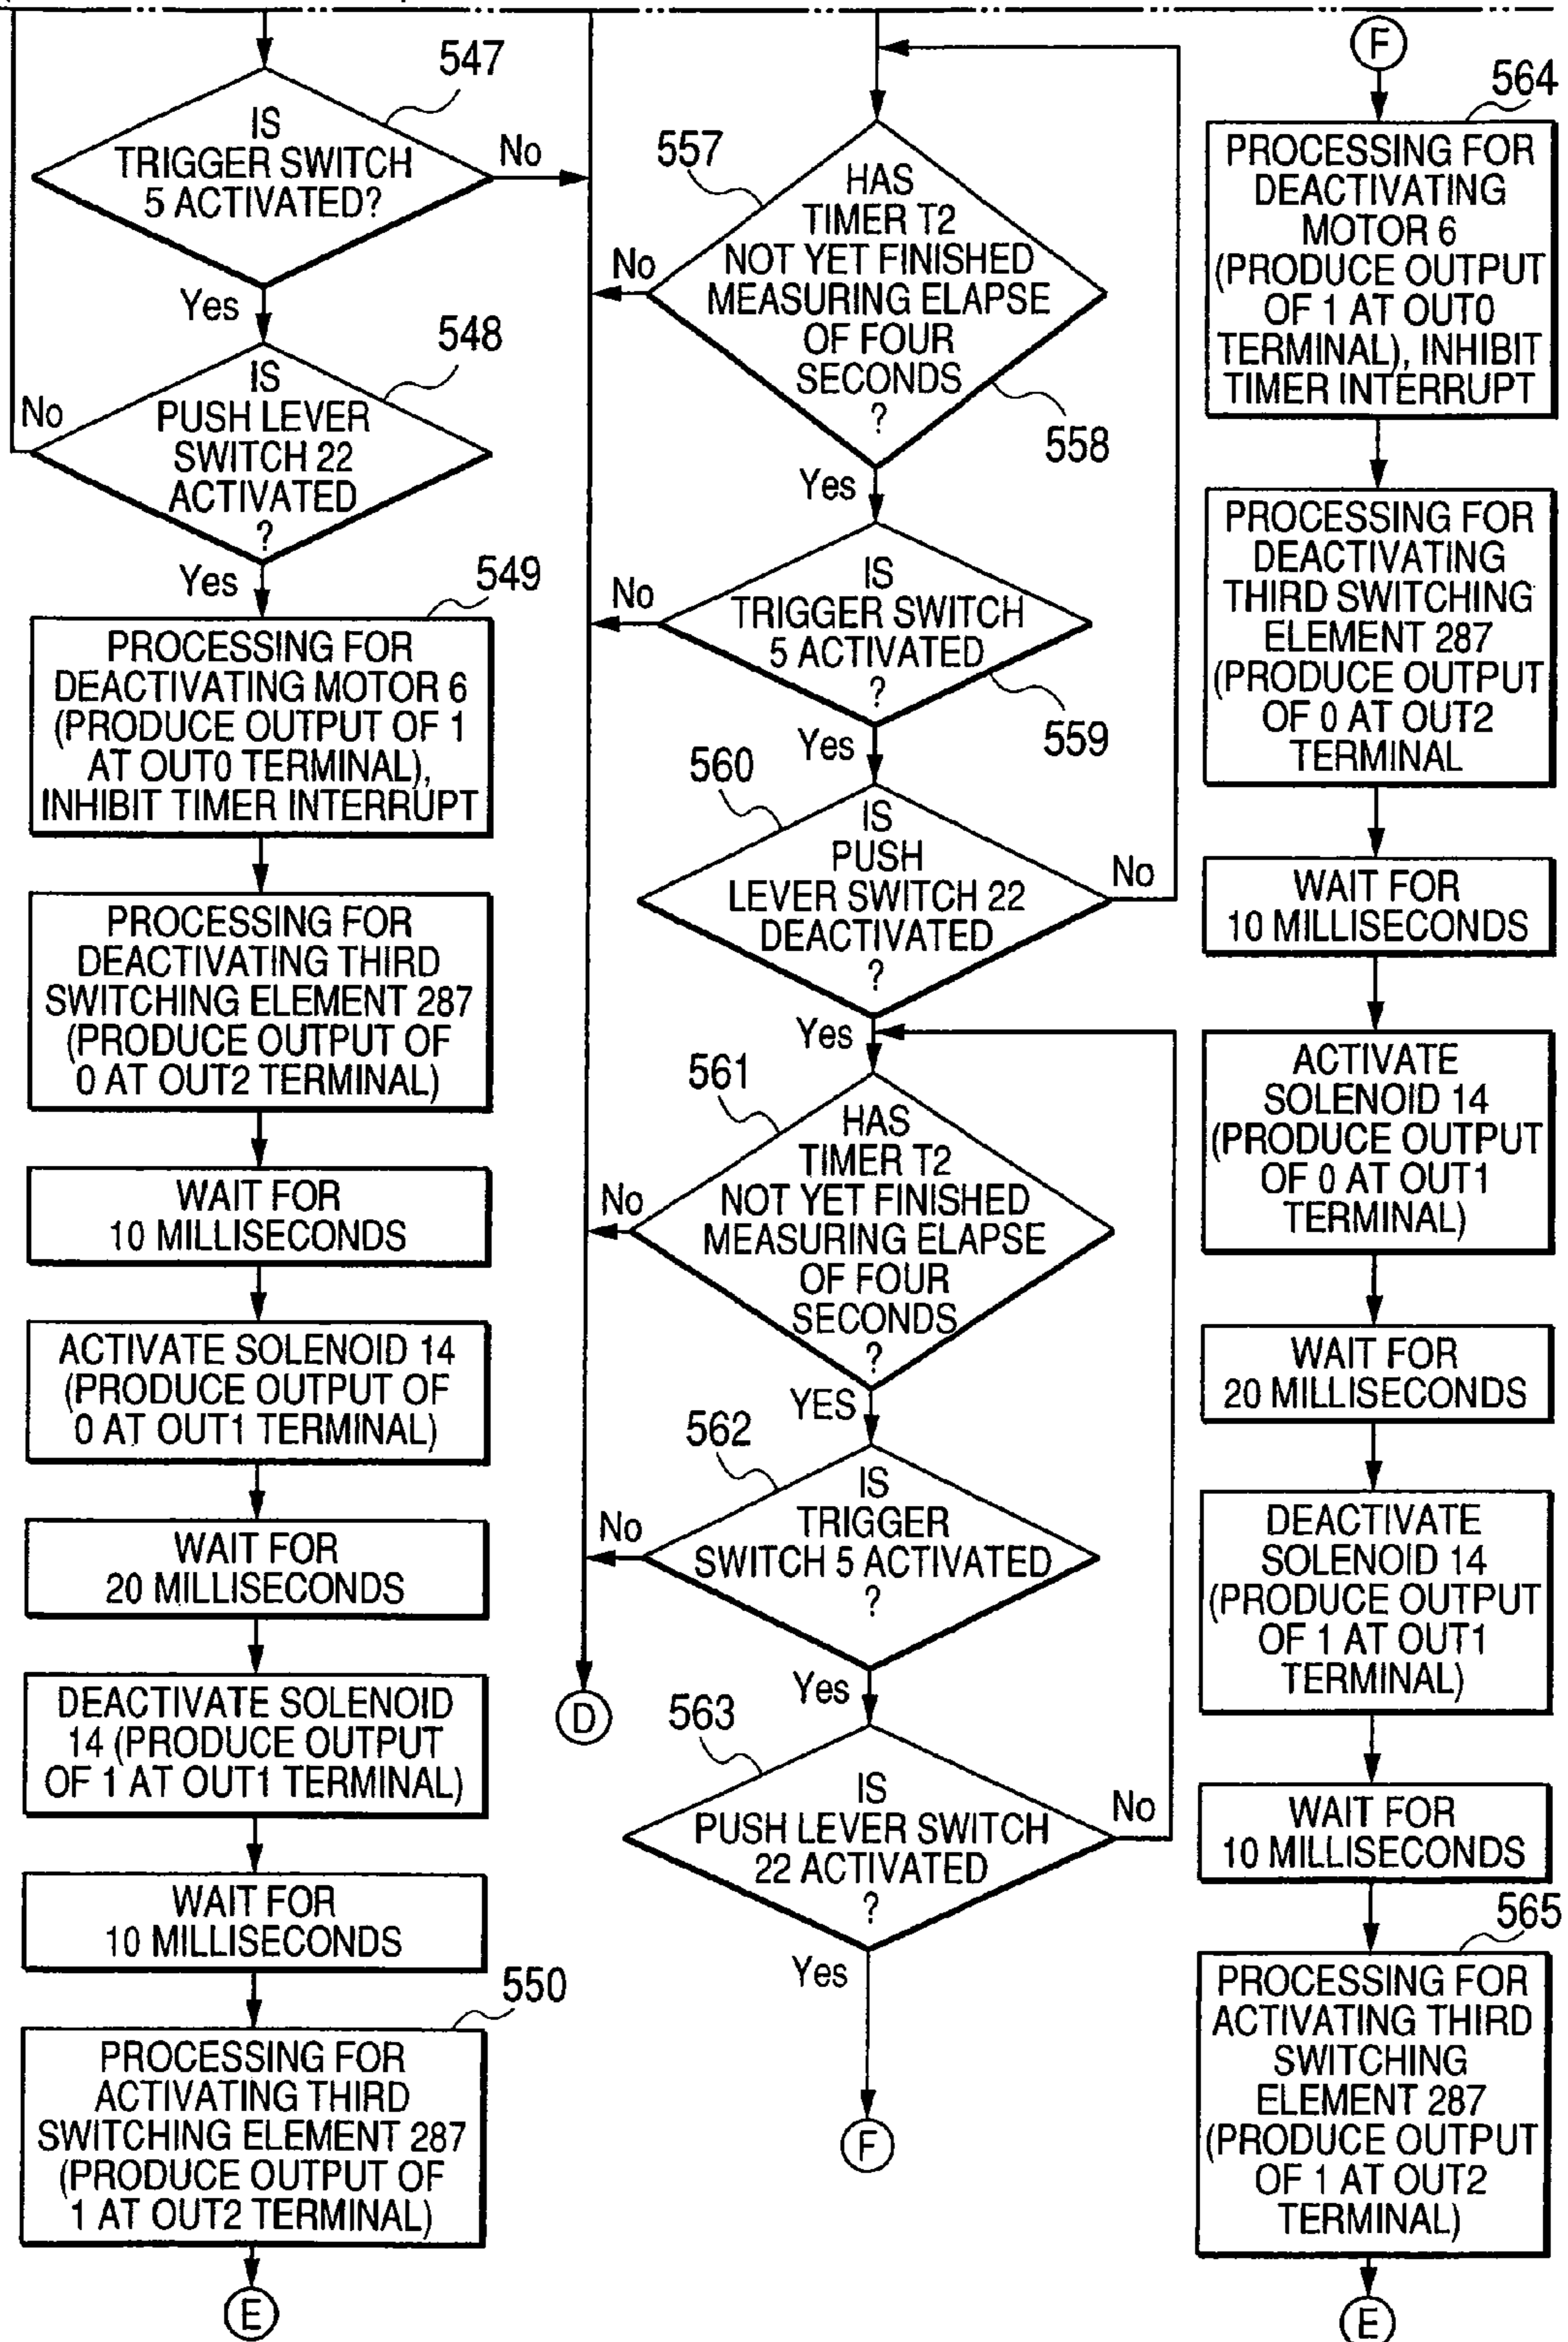 547
IS
TRIGGER SWITCH
5 ACTIVATED?
No
Yes
548
IS
PUSH LEVER
SWITCH 22
ACTIVATED
?
No
Yes
549
PROCESSING FOR
DEACTIVATING MOTOR 6
(PRODUCE OUTPUT OF 1
AT OUT0 TERMINAL),
INHIBIT TIMER INTERRUPT
PROCESSING FOR
DEACTIVATING THIRD
SWITCHING ELEMENT 287
(PRODUCE OUTPUT OF
0 AT OUT2 TERMINAL)
WAIT FOR
10 MILLISECONDS
ACTIVATE SOLENOID 14
(PRODUCE OUTPUT OF
0 AT OUT1 TERMINAL)
WAIT FOR
20 MILLISECONDS
DEACTIVATE SOLENOID
14 (PRODUCE OUTPUT
OF 1 AT OUT1 TERMINAL)
WAIT FOR
10 MILLISECONDS
550
PROCESSING FOR
ACTIVATING THIRD
SWITCHING ELEMENT 287
(PRODUCE OUTPUT OF
1 AT OUT2 TERMINAL)
E
557
HAS
TIMER T2
NOT YET FINISHED
MEASURING ELAPSE
OF FOUR
SECONDS
?
No
558
Yes
IS
TRIGGER SWITCH
5 ACTIVATED
?
No
559
Yes
560
IS
PUSH
LEVER SWITCH 22
DEACTIVATED
?
No
Yes
561
HAS
TIMER T2
NOT YET FINISHED
MEASURING ELAPSE
OF FOUR
SECONDS
?
No
YES
562
IS
TRIGGER
SWITCH 5 ACTIVATED
?
No
Yes
D
563
IS
PUSH LEVER SWITCH
22 ACTIVATED
?
No
Yes
F
F
564
PROCESSING FOR
DEACTIVATING
MOTOR 6
(PRODUCE OUTPUT
OF 1 AT OUT0
TERMINAL), INHIBIT
TIMER INTERRUPT
PROCESSING FOR
DEACTIVATING
THIRD SWITCHING
ELEMENT 287
(PRODUCE OUTPUT
OF 0 AT OUT2
TERMINAL
WAIT FOR
10 MILLISECONDS
ACTIVATE
SOLENOID 14
(PRODUCE OUTPUT
OF 0 AT OUT1
TERMINAL)
WAIT FOR
20 MILLISECONDS
DEACTIVATE
SOLENOID 14
(PRODUCE OUTPUT
OF 1 AT OUT1
TERMINAL)
WAIT FOR
10 MILLISECONDS
565
PROCESSING FOR
ACTIVATING THIRD
SWITCHING
ELEMENT 287
(PRODUCE OUTPUT
OF 1 AT OUT2
TERMINAL)
E